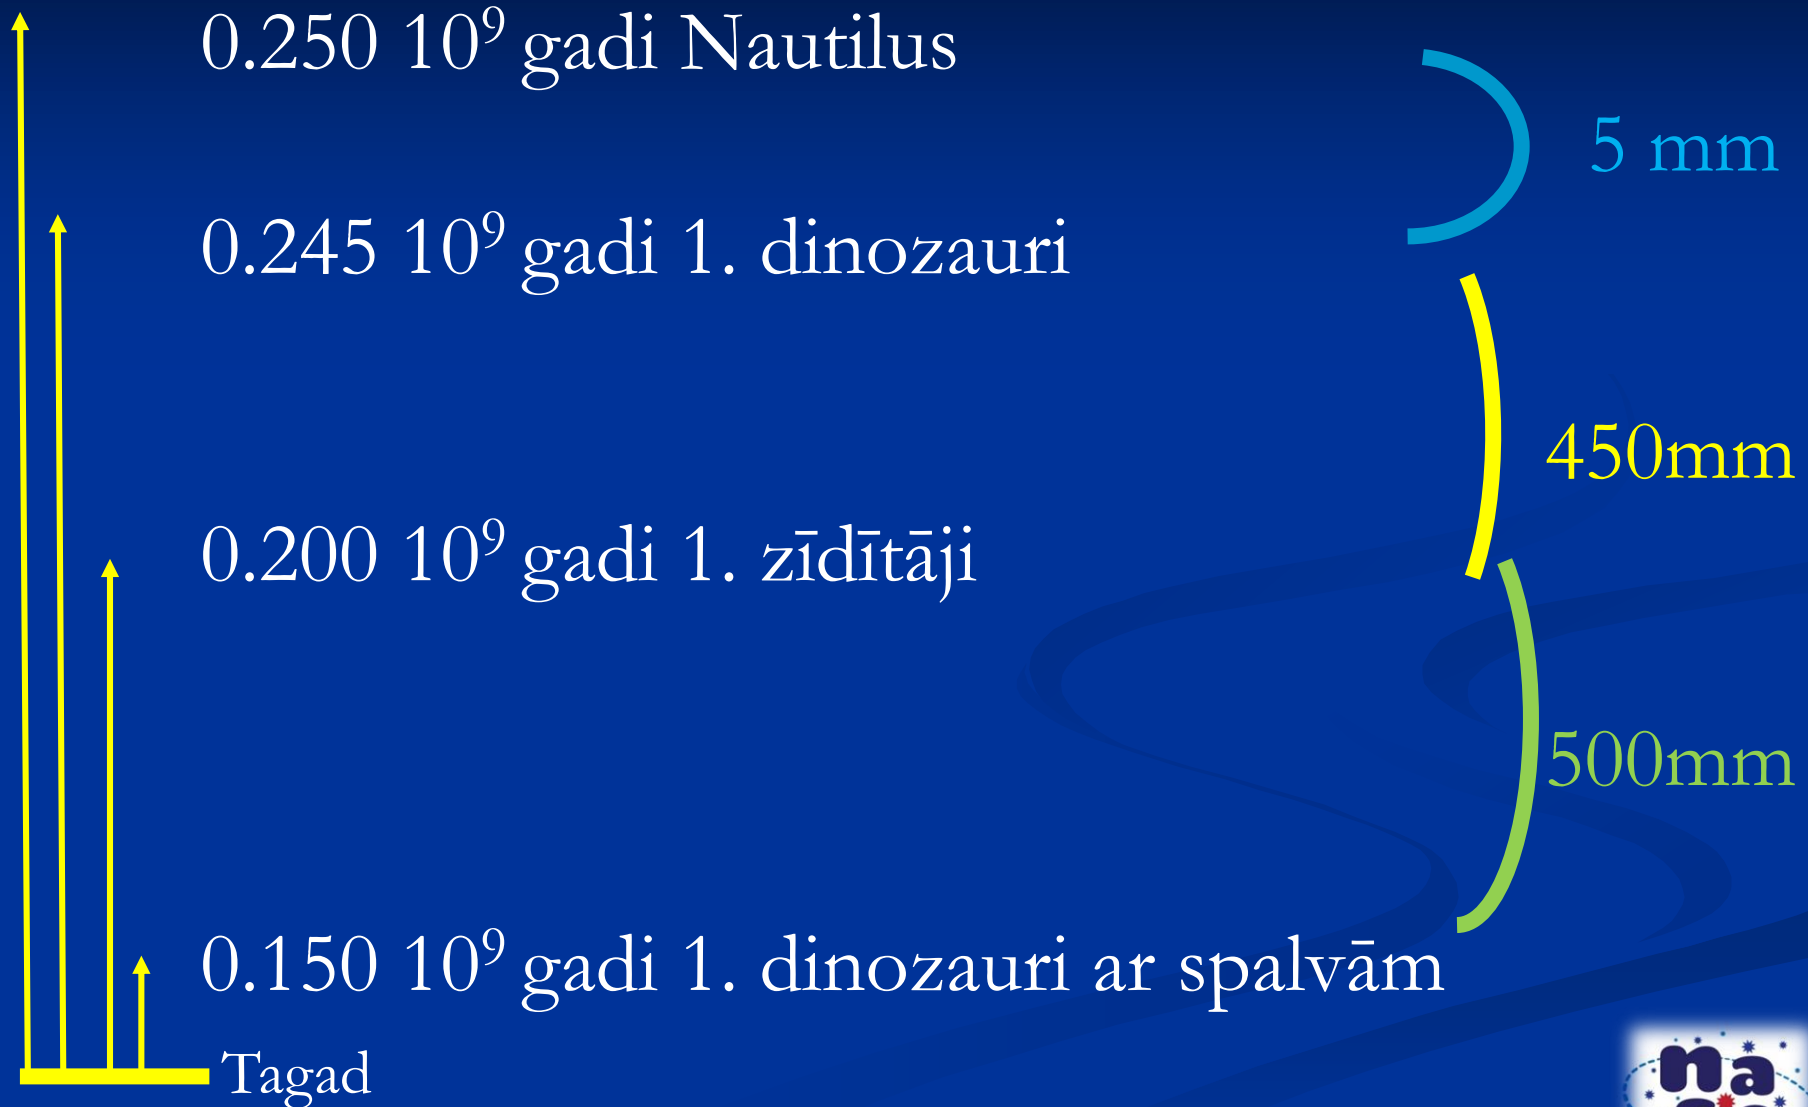 0.250 10⁹ gadi Nautilus
5 mm
0.245 10⁹ gadi 1. dinozauri
450mm
0.200 10⁹ gadi 1. zīdītāji
500mm
0.150 10⁹ gadi 1. dinozauri ar spalvām
Tagad
na